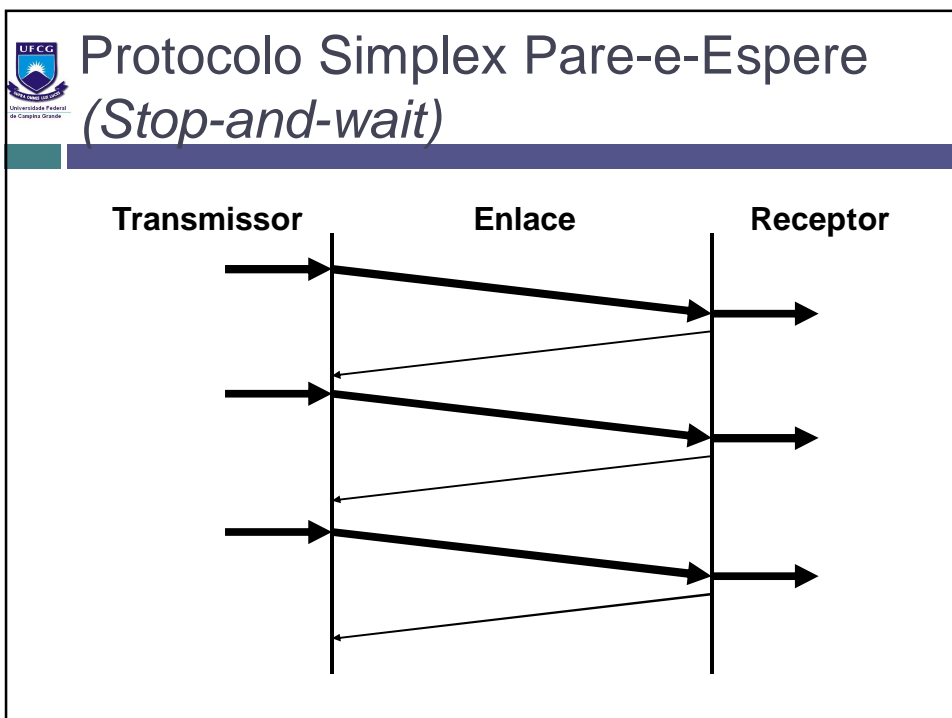 UFCG
Universidade Federal
de Campina Grande
Protocolo Simplex Pare-e-Espere
(Stop-and-wait)
Transmissor
Enlace
Receptor